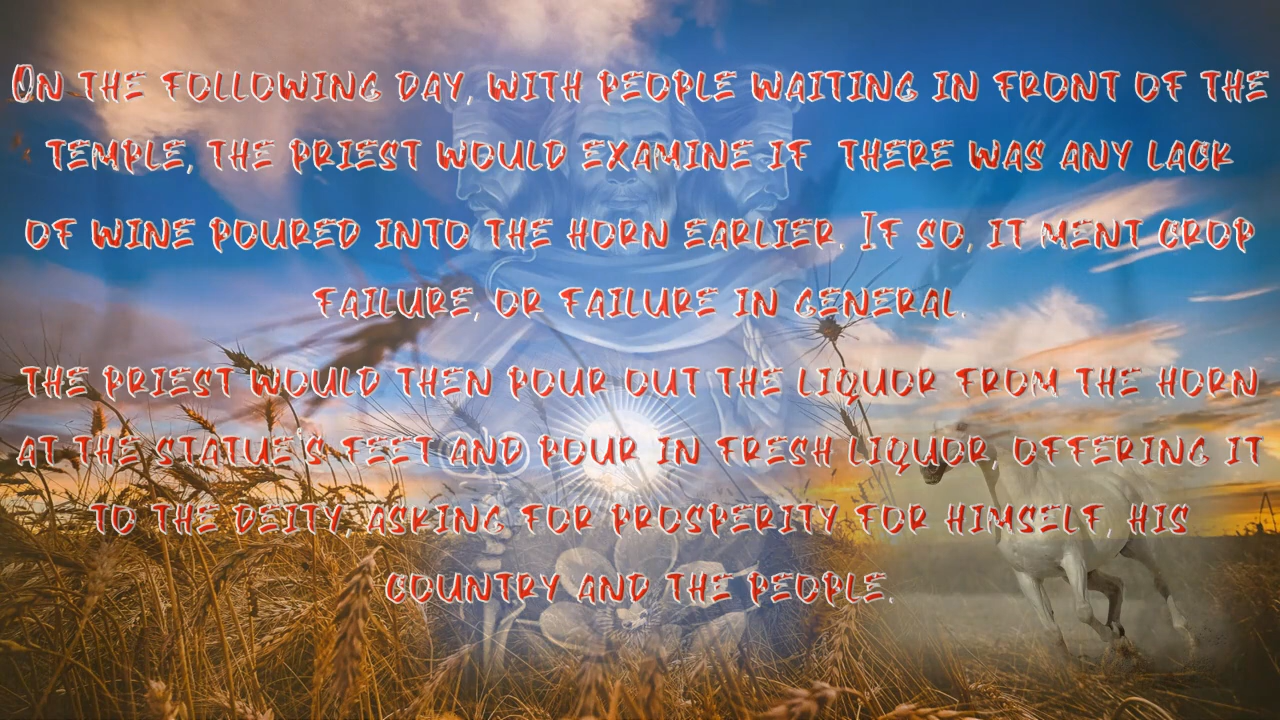 On the following day, with people waiting in front of the
temple, the priest would examine if there was any lack
of wine poured into the horn earlier. If so, it ment crop
failure, or failure in general.
The priest would then pour out the liquor from the horn
at the statue's feet and pour in fresh liquor, offering it
to the deity, asking for prosperity for himself, his
country and the people.